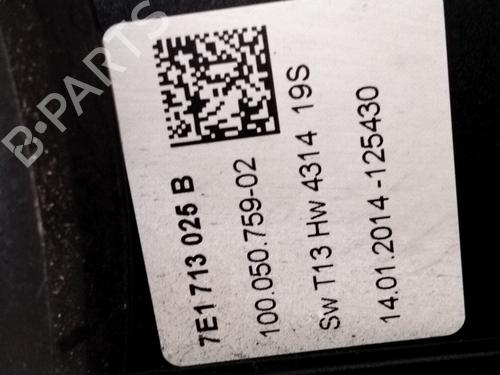 7E1 713 025 B
100.050.759-02
Sw T13 Hw 4314 19S
14.01.2014 -125430
B-PARTS